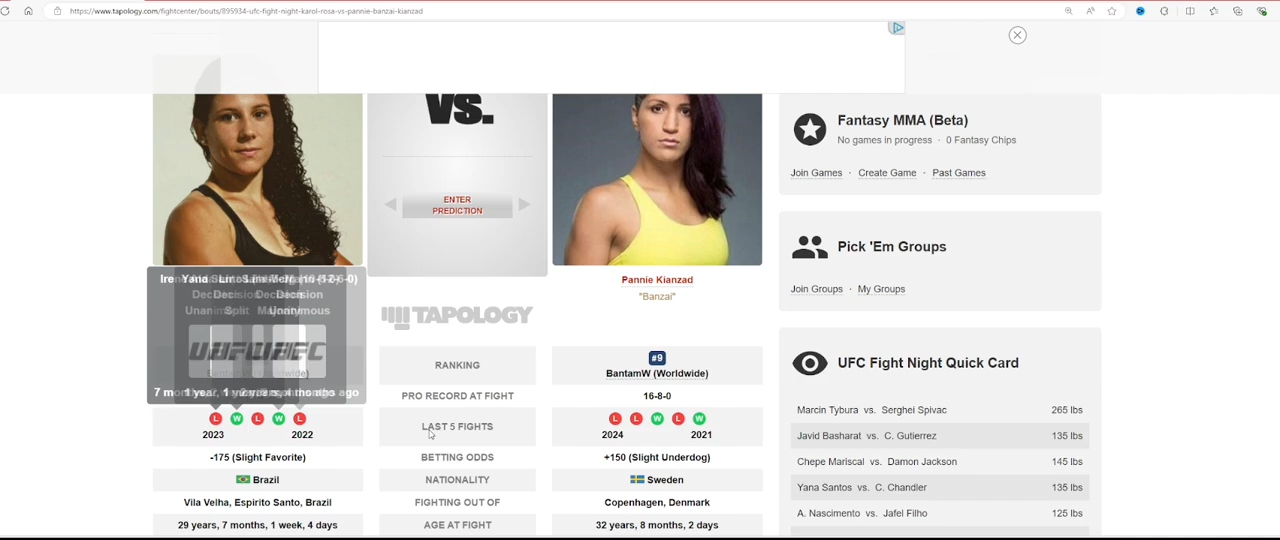 https://www.tapology.com/fightcenter/bouts/895934-ufc-fight-night-karol-rosa-vs-pannie-banzai-kianzad
VS.
ENTER
PREDICTION
Pannie Kianzad
"Banzai"
TAPOLOGY
RANKING
#9
BantamW (Worldwide)
PRO RECORD AT FIGHT
16-8-0
L W L W L
LAST 5 FIGHTS
L L W L W
2023 2022
2024 2021
-175 (Slight Favorite)
BETTING ODDS
+150 (Slight Underdog)
Brazil
NATIONALITY
Sweden
Vila Velha, Espirito Santo, Brazil
FIGHTING OUT OF
Copenhagen, Denmark
29 years, 7 months, 1 week, 4 days
AGE AT FIGHT
32 years, 8 months, 2 days
Fantasy MMA (Beta)
No games in progress · 0 Fantasy Chips
Join Games · Create Game · Past Games
Pick 'Em Groups
Join Groups · My Groups
UFC Fight Night Quick Card
Marcin Tybura vs. Serghei Spivac 265 lbs
Javid Basharat vs. C. Gutierrez 135 lbs
Chepe Mariscal vs. Damon Jackson 145 lbs
Yana Santos vs. C. Chandler 135 lbs
A. Nascimento vs. Jafel Filho 125 lbs